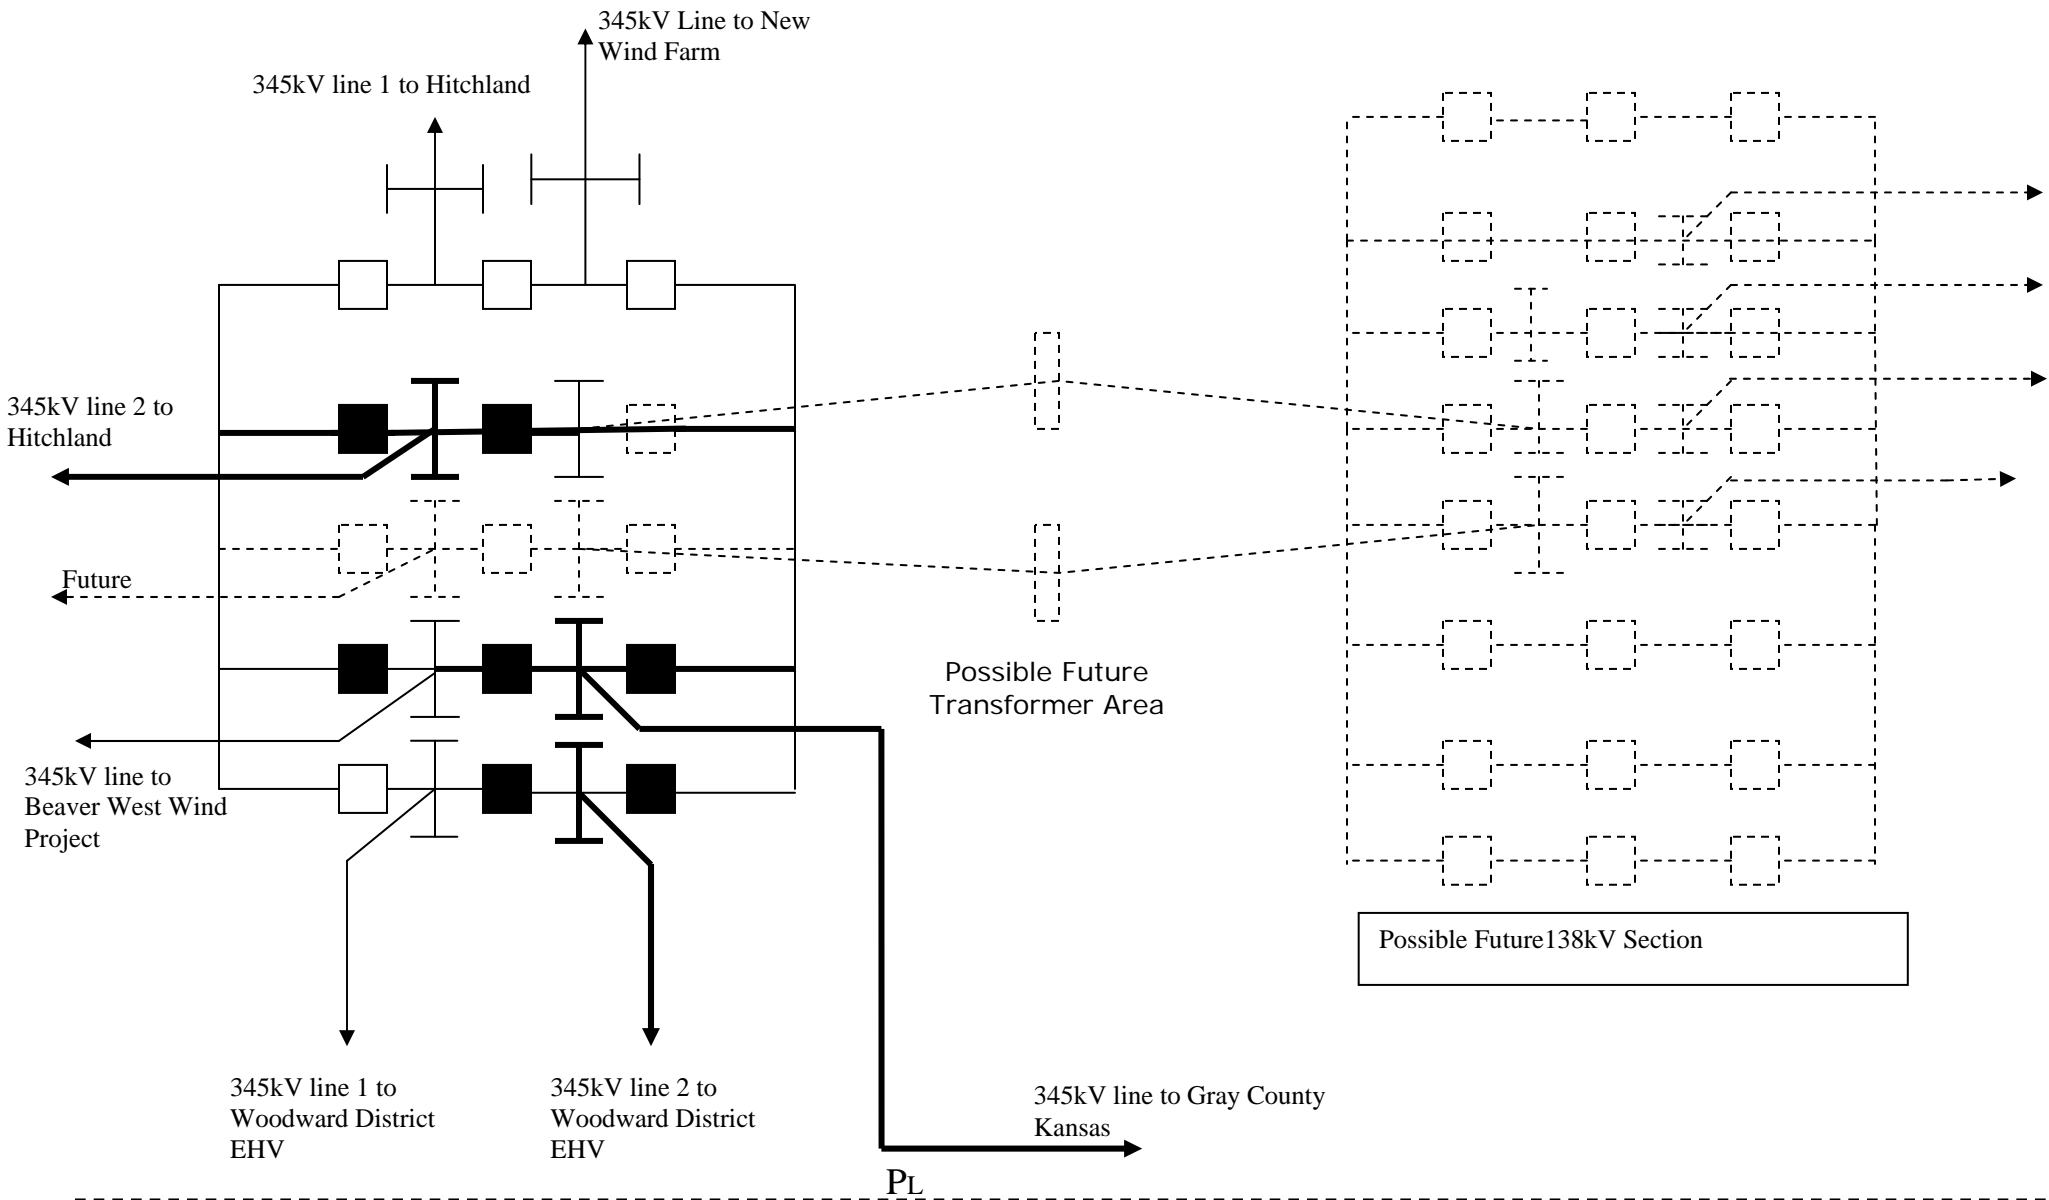 345kV Line to New
Wind Farm
345kV line 1 to Hitchland
345kV line 2 to
Hitchland
Future
Possible Future
Transformer Area
345kV line to
Beaver West Wind
Project
Possible Future138kV Section
345kV line 1 to
Woodward District
EHV
345kV line 2 to
Woodward District
EHV
345kV line to Gray County
Kansas
PL